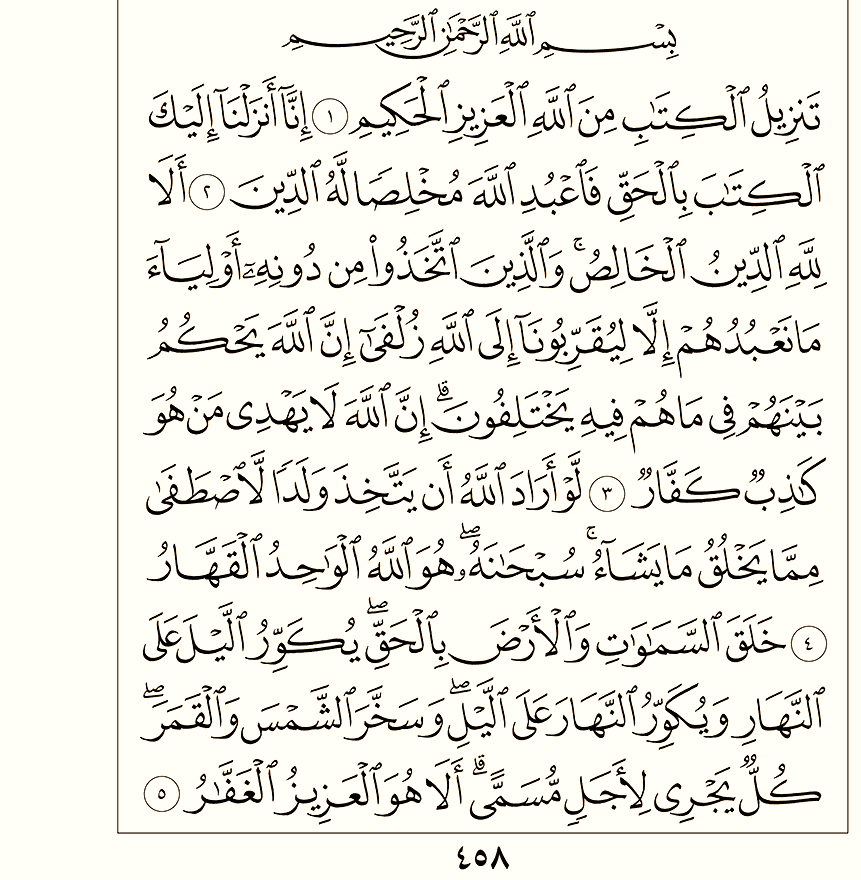 بِسْمِ ٱللَّهِ ٱلرَّحْمَٰنِ ٱلرَّحِيمِ
تَنزِيلُ ٱلْكِتَٰبِ مِنَ ٱللَّهِ ٱلْعَزِيزِ ٱلْحَكِيمِ ١ إِنَّآ أَنزَلْنَآ إِلَيْكَ
ٱلْكِتَٰبَ بِٱلْحَقِّ فَٱعْبُدِ ٱللَّهَ مُخْلِصًا لَّهُ ٱلدِّينَ ٢ أَلَا
لِلَّهِ ٱلدِّينُ ٱلْخَالِصُ ۚ وَٱلَّذِينَ ٱتَّخَذُوا۟ مِن دُونِهِۦٓ أَوْلِيَآءَ
مَا نَعْبُدُهُمْ إِلَّا لِيُقَرِّبُونَآ إِلَى ٱللَّهِ زُلْفَىٰٓ إِنَّ ٱللَّهَ يَحْكُمُ
بَيْنَهُمْ فِى مَا هُمْ فِيهِ يَخْتَلِفُونَ ۗ إِنَّ ٱللَّهَ لَا يَهْدِى مَنْ هُوَ
كَٰذِبٌ كَفَّارٌ ٣ لَّوْ أَرَادَ ٱللَّهُ أَن يَتَّخِذَ وَلَدًا لَّٱصْطَفَىٰ
مِمَّا يَخْلُقُ مَا يَشَآءُ ۚ سُبْحَٰنَهُۥ ۖ هُوَ ٱللَّهُ ٱلْوَٰحِدُ ٱلْقَهَّارُ
٤ خَلَقَ ٱلسَّمَٰوَٰتِ وَٱلْأَرْضَ بِٱلْحَقِّ ۖ يُكَوِّرُ ٱلَّيْلَ عَلَى
ٱلنَّهَارِ وَيُكَوِّرُ ٱلنَّهَارَ عَلَى ٱلَّيْلِ ۖ وَسَخَّرَ ٱلشَّمْسَ وَٱلْقَمَرَ ۖ
كُلٌّ يَجْرِى لِأَجَلٍ مُّسَمًّى ۗ أَلَا هُوَ ٱلْعَزِيزُ ٱلْغَفَّٰرُ ٥
٤٥٨